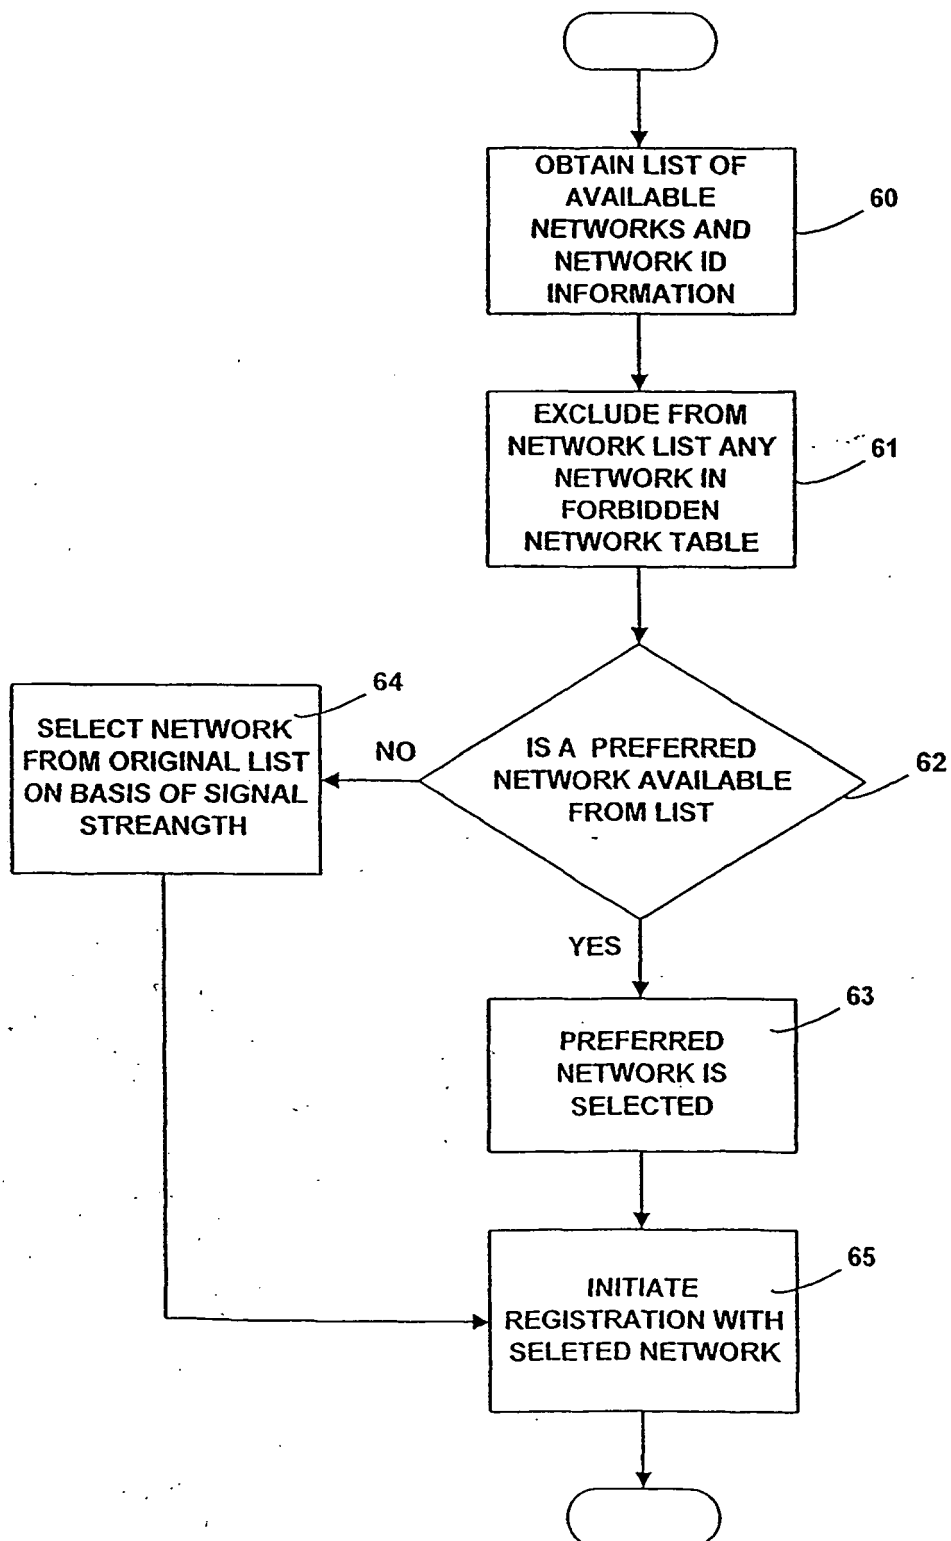 OBTAIN LIST OF
AVAILABLE
NETWORKS AND
NETWORK ID
INFORMATION
60
EXCLUDE FROM
NETWORK LIST ANY
NETWORK IN
FORBIDDEN
NETWORK TABLE
61
IS A PREFERRED
NETWORK AVAILABLE
FROM LIST
62
NO
64
SELECT NETWORK
FROM ORIGINAL LIST
ON BASIS OF SIGNAL
STREANGTH
YES
63
PREFERRED
NETWORK IS
SELECTED
65
INITIATE
REGISTRATION WITH
SELETED NETWORK